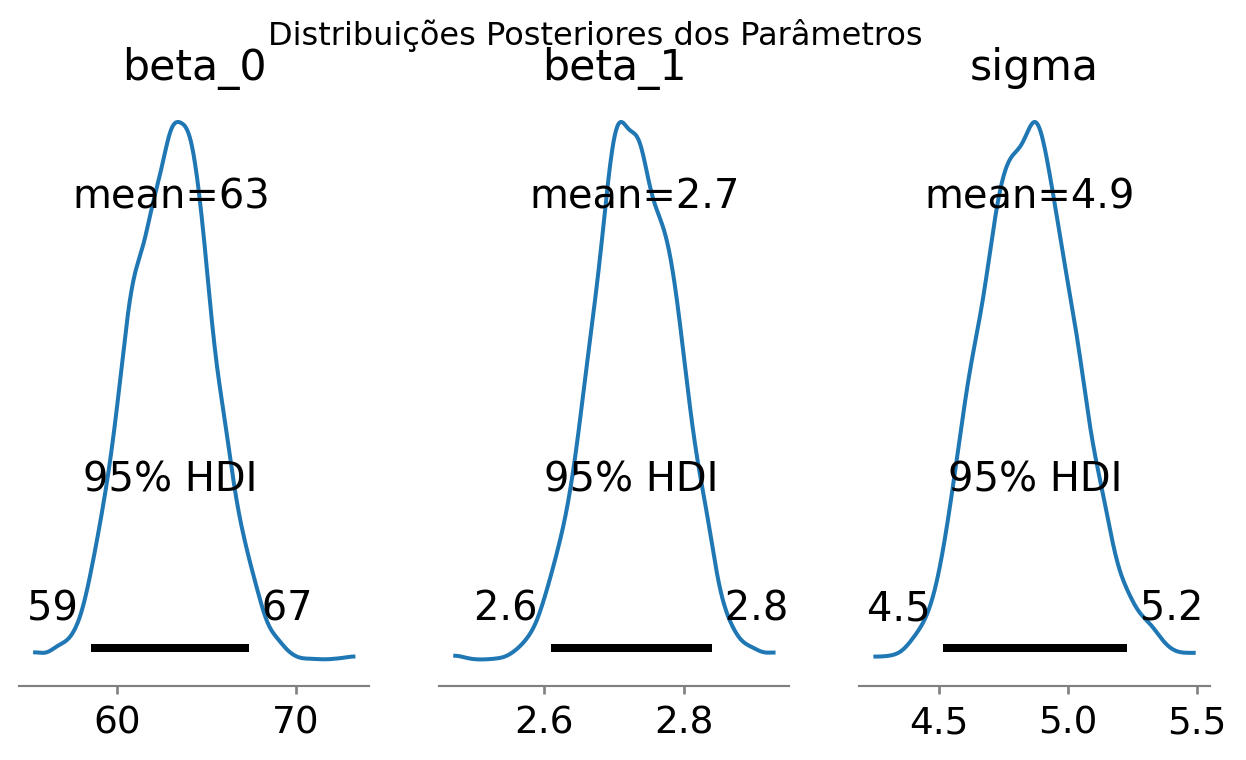 Distribuições Posteriores dos Parâmetros
beta_0
mean=63
95% HDI
59 67
60 70
beta_1
mean=2.7
95% HDI
2.6 2.8
2.6 2.8
sigma
mean=4.9
95% HDI
4.5 5.2
4.5 5.0 5.5